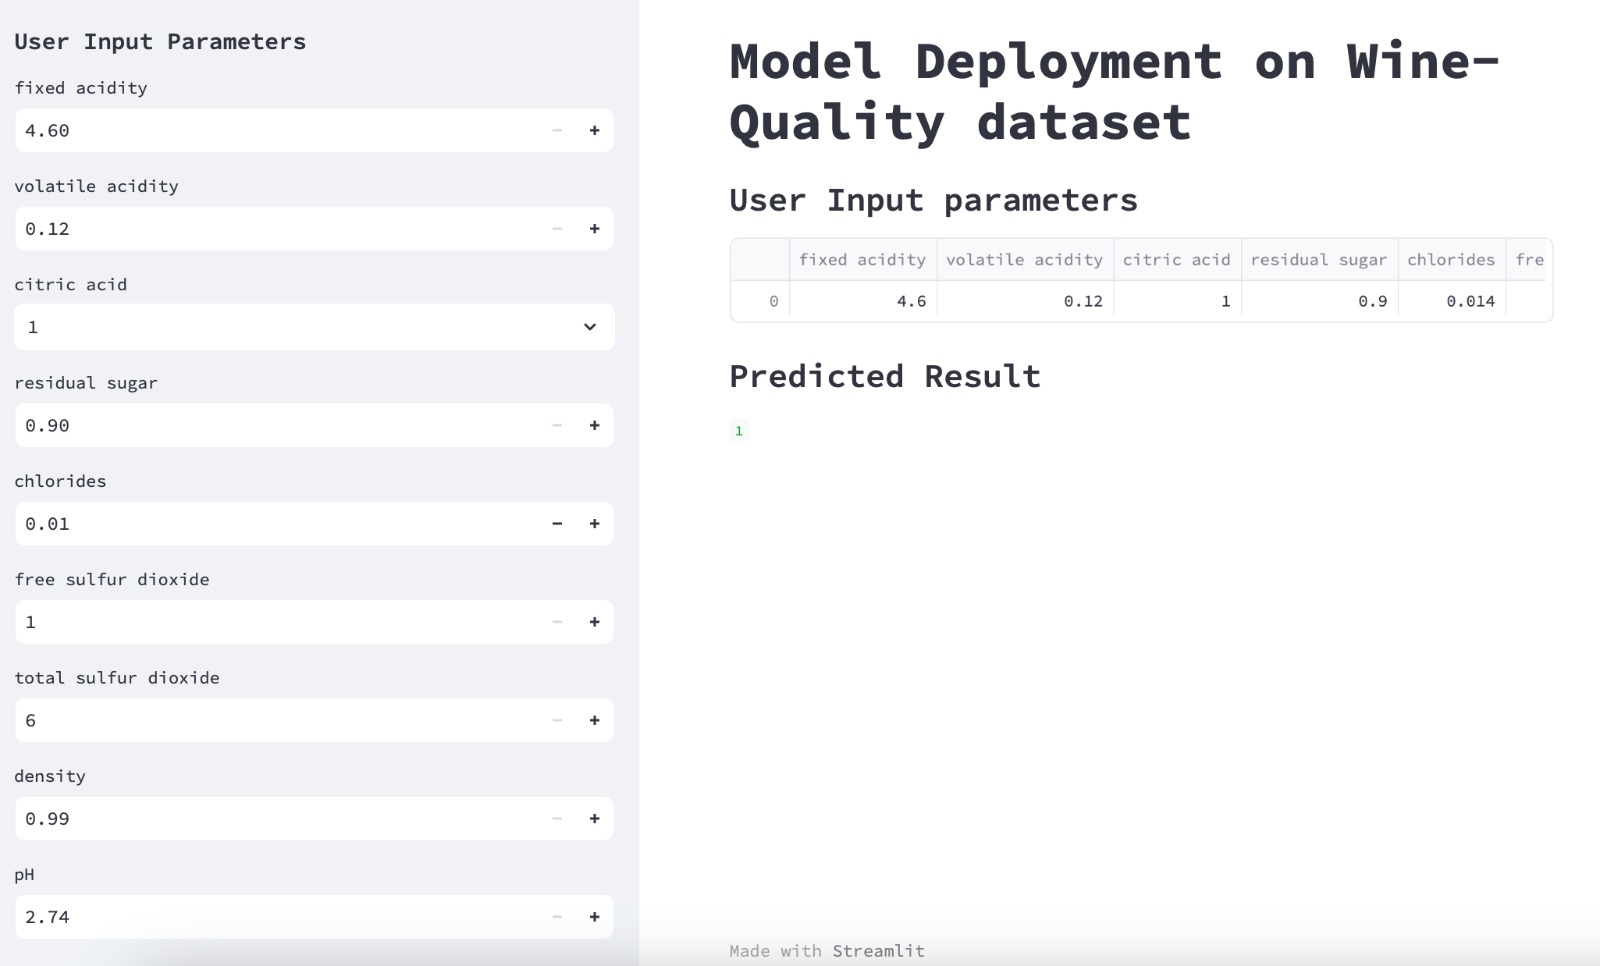 User Input Parameters
fixed acidity
4.60
volatile acidity
0.12
citric acid
1
residual sugar
0.90
chlorides
0.01
free sulfur dioxide
1
total sulfur dioxide
6
density
0.99
pH
2.74
Model Deployment on Wine-
Quality dataset
User Input parameters
fixed acidity volatile acidity citric acid residual sugar chlorides fre
0 4.6 0.12 1 0.9 0.014
Predicted Result
1
Made with Streamlit